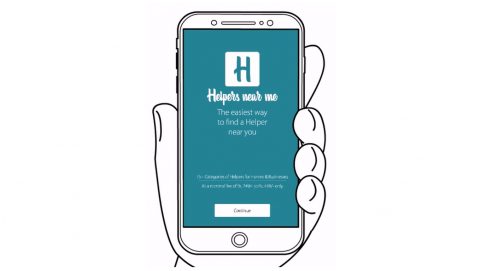 H
Helpers near me
The easiest way
to find a Helper
near you
Categories of Helpers for Homes & Businesses
At a nominal fee of Rs. 749/- only
Continue